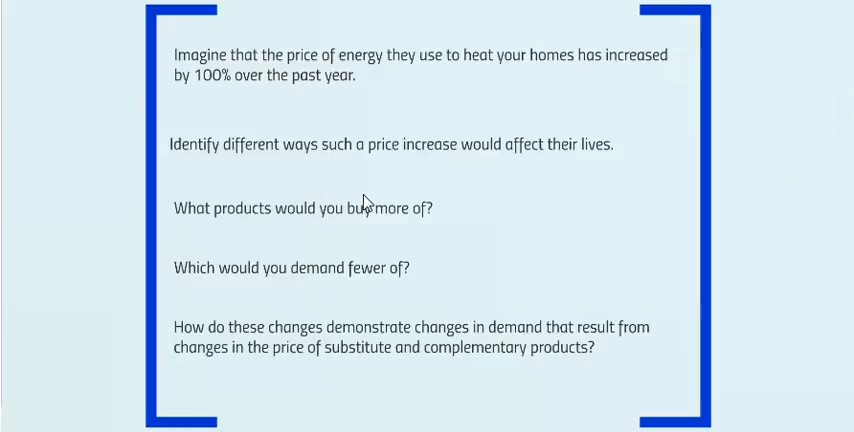 Imagine that the price of energy they use to heat your homes has increased
by 100% over the past year.
Identify different ways such a price increase would affect their lives.
What products would you buy more of?
Which would you demand fewer of?
How do these changes demonstrate changes in demand that result from
changes in the price of substitute and complementary products?